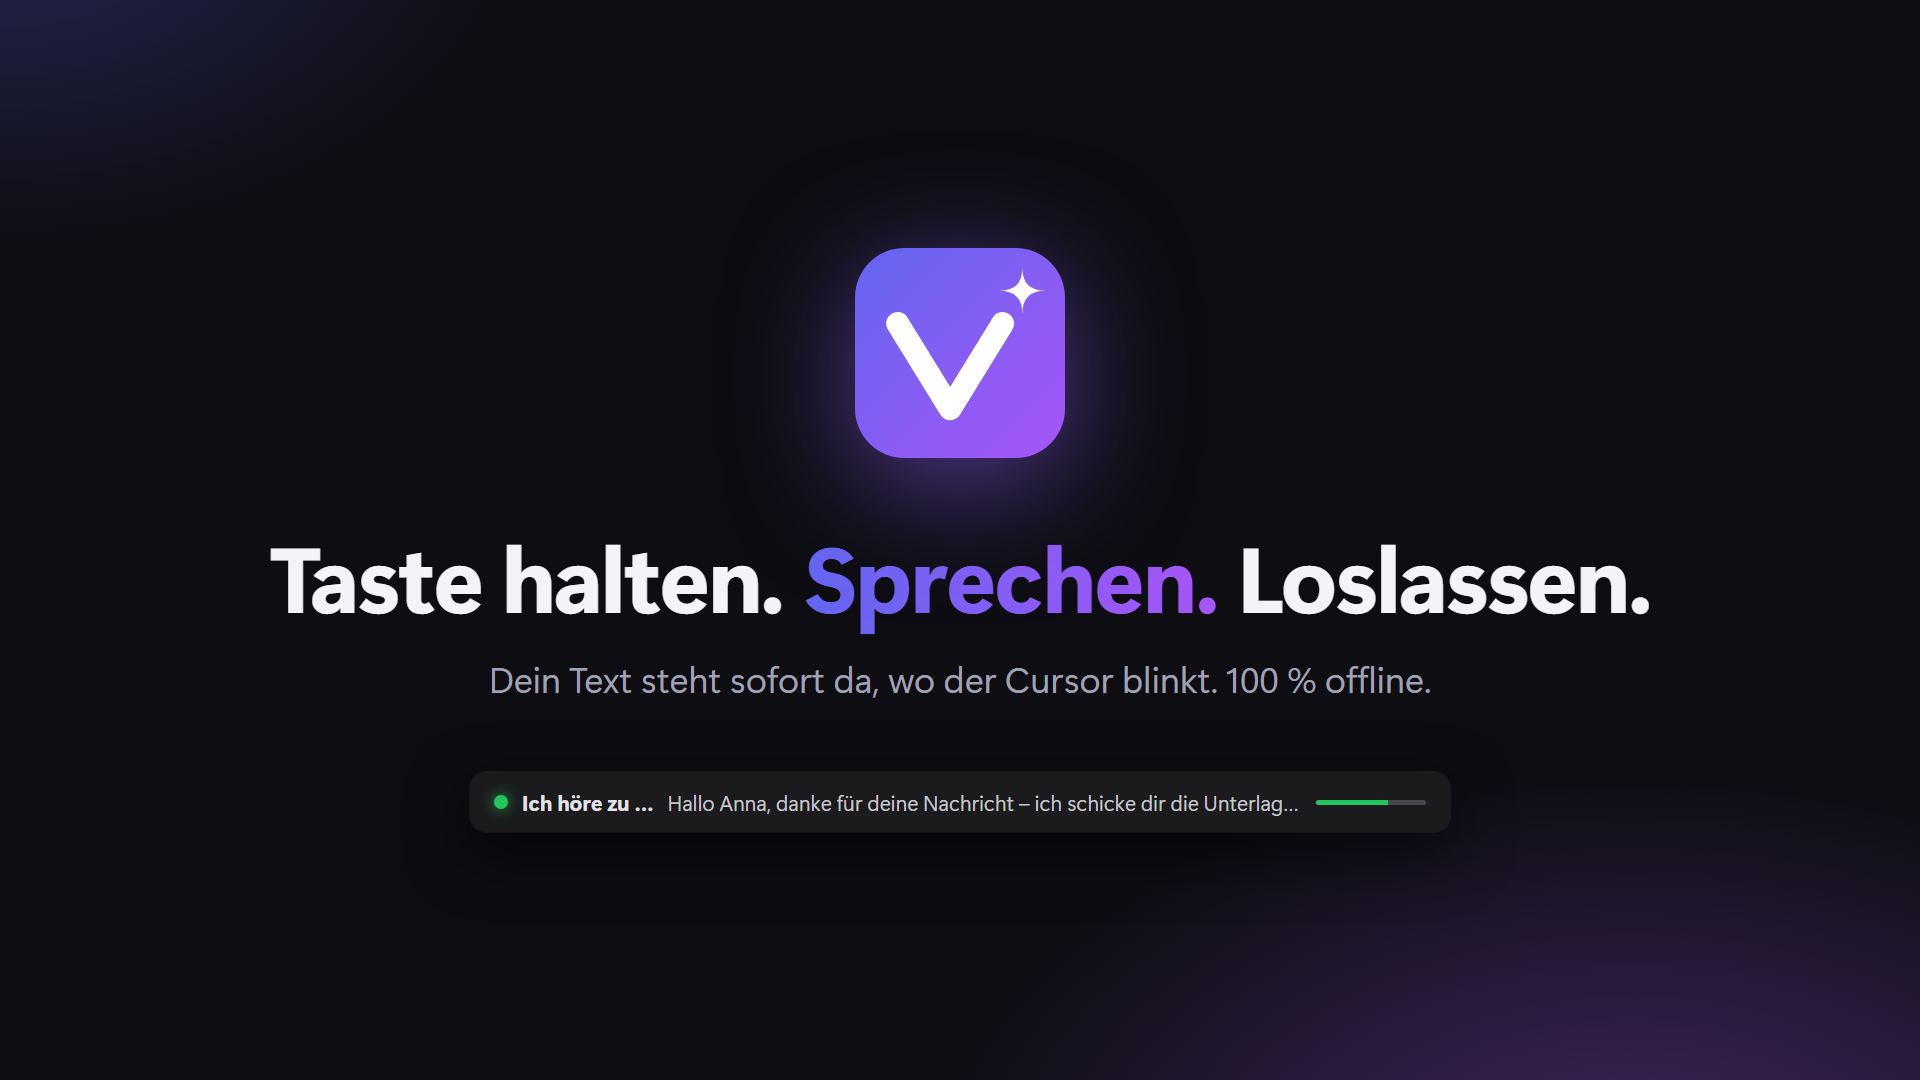 Taste halten. Sprechen. Loslassen.
Dein Text steht sofort da, wo der Cursor blinkt. 100 % offline.
Ich höre zu ... Hallo Anna, danke für deine Nachricht – ich schicke dir die Unterlag...